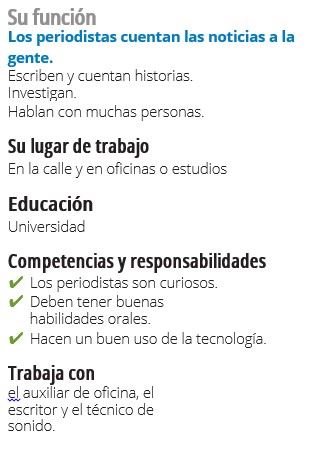 Su función
Los periodistas cuentan las noticias a la
gente.
Escriben y cuentan historias.
Investigan.
Hablan con muchas personas.
Su lugar de trabajo
En la calle y en oficinas o estudios
Educación
Universidad
Competencias y responsabilidades
✔ Los periodistas son curiosos.
✔ Deben tener buenas
habilidades orales.
✔ Hacen un buen uso de la tecnología.
Trabaja con
el auxiliar de oficina, el
escritor y el técnico de
sonido.